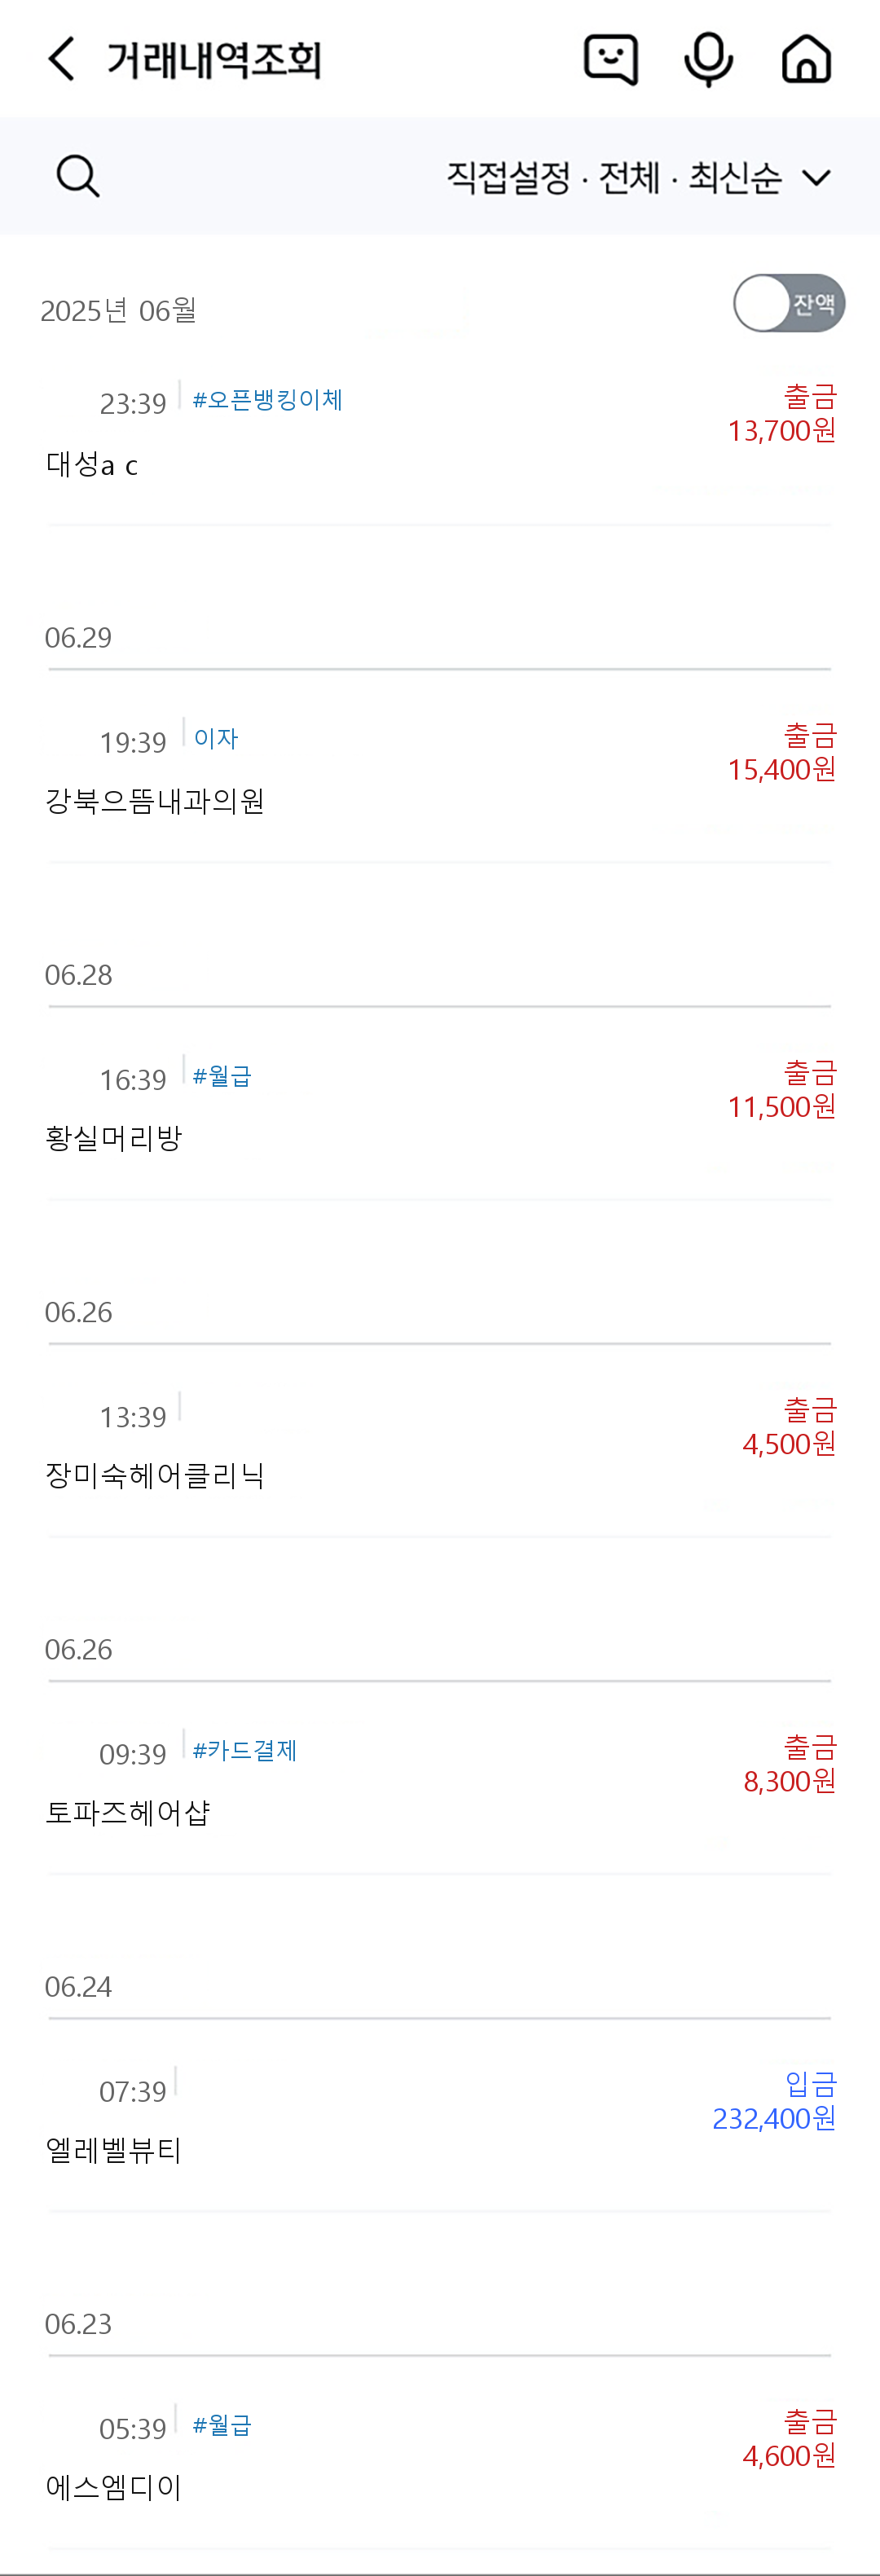 거래내역조회
직접설정 · 전체 · 최신순
2025년 06월
잔액
23:39 #오픈뱅킹이체
출금
13,700원
대성a c
06.29
19:39 이자
출금
15,400원
강북으뜸내과의원
06.28
16:39 #월급
출금
11,500원
황실머리방
06.26
13:39
출금
4,500원
장미숙헤어클리닉
06.26
09:39 #카드결제
출금
8,300원
토파즈헤어샵
06.24
07:39
입금
232,400원
엘레벨뷰티
06.23
05:39 #월급
출금
4,600원
에스엠디이